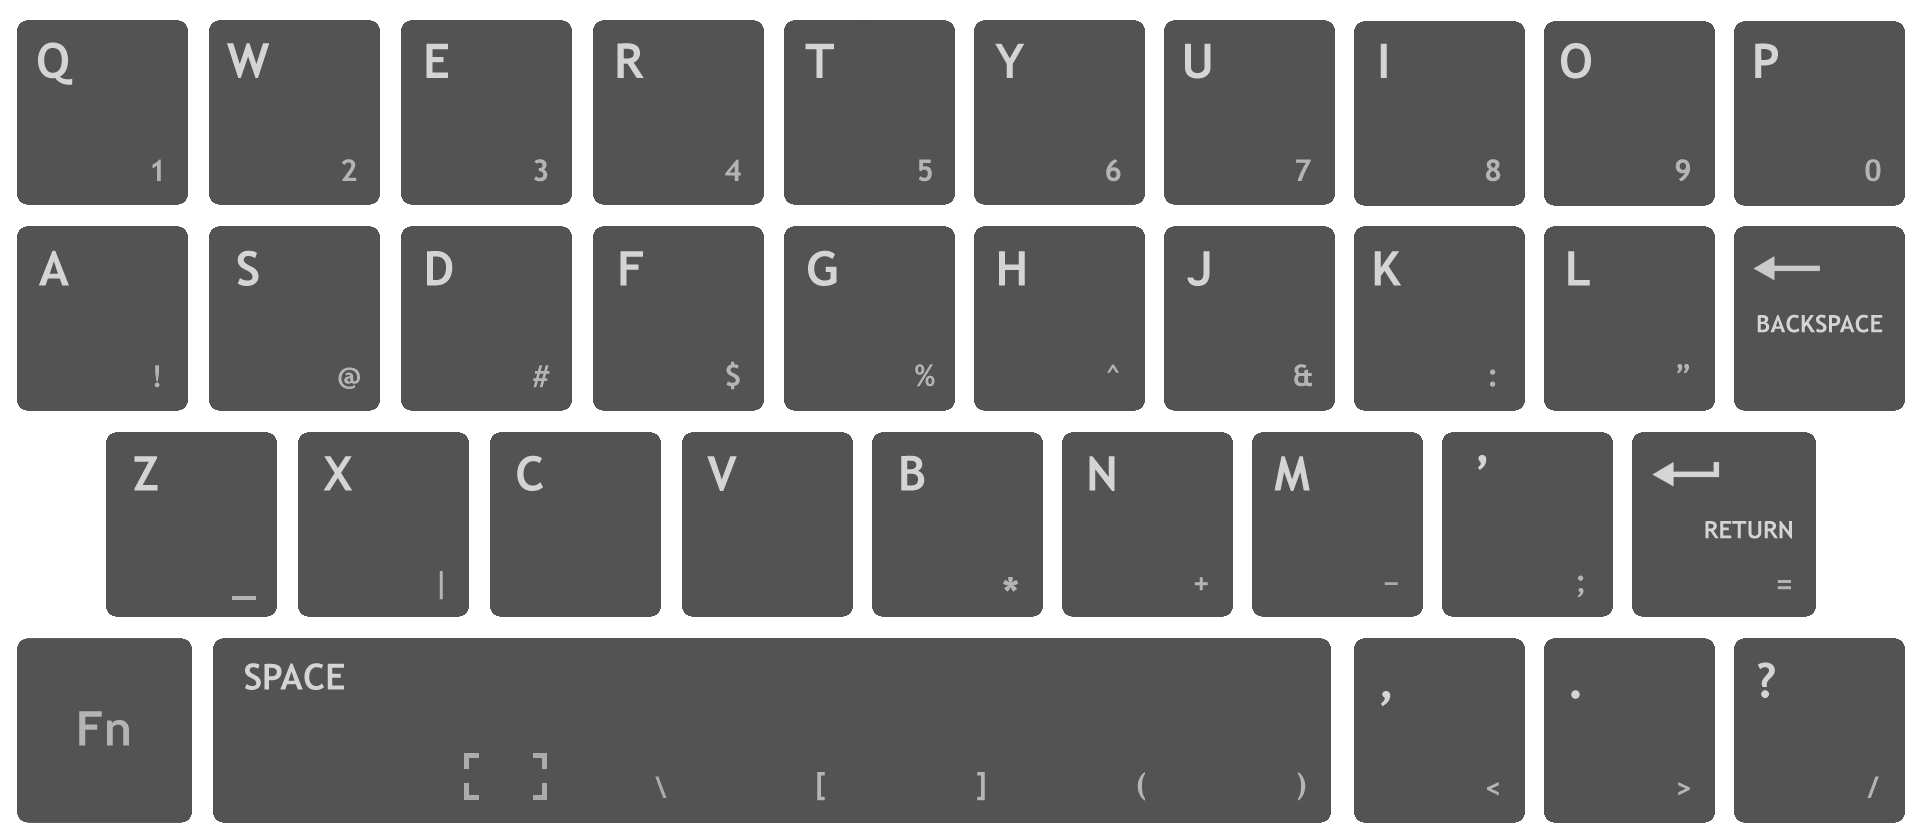 Q W E R T Y U I O P
1 2 3 4 5 6 7 8 9 0
A S D F G H J K L
BACKSPACE
! @ # $ % ^ & : ”
Z X C V B N M ’
RETURN
_ | * + - ; =
SPACE , . ?
Fn
\ [ ] ( ) < > /